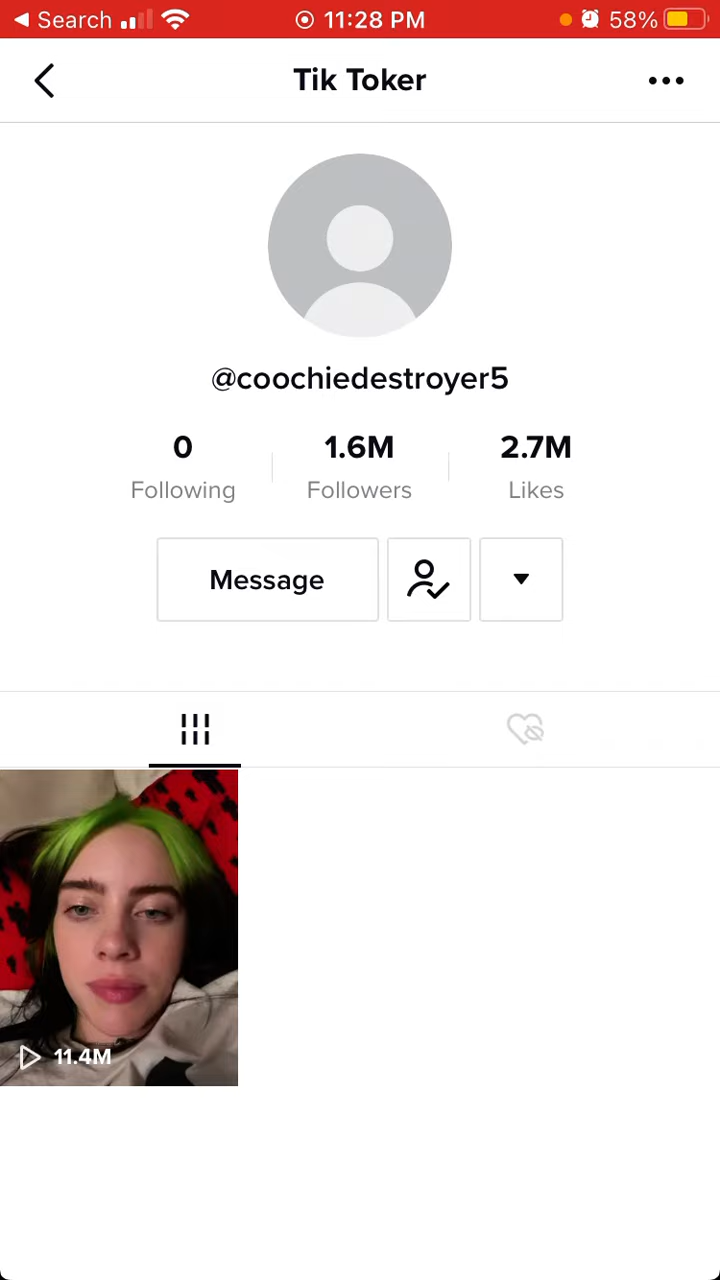 Search 11:28 PM 58%
Tik Toker
@coochiedestroyer5
0 1.6M 2.7M
Following Followers Likes
Message
11.4M